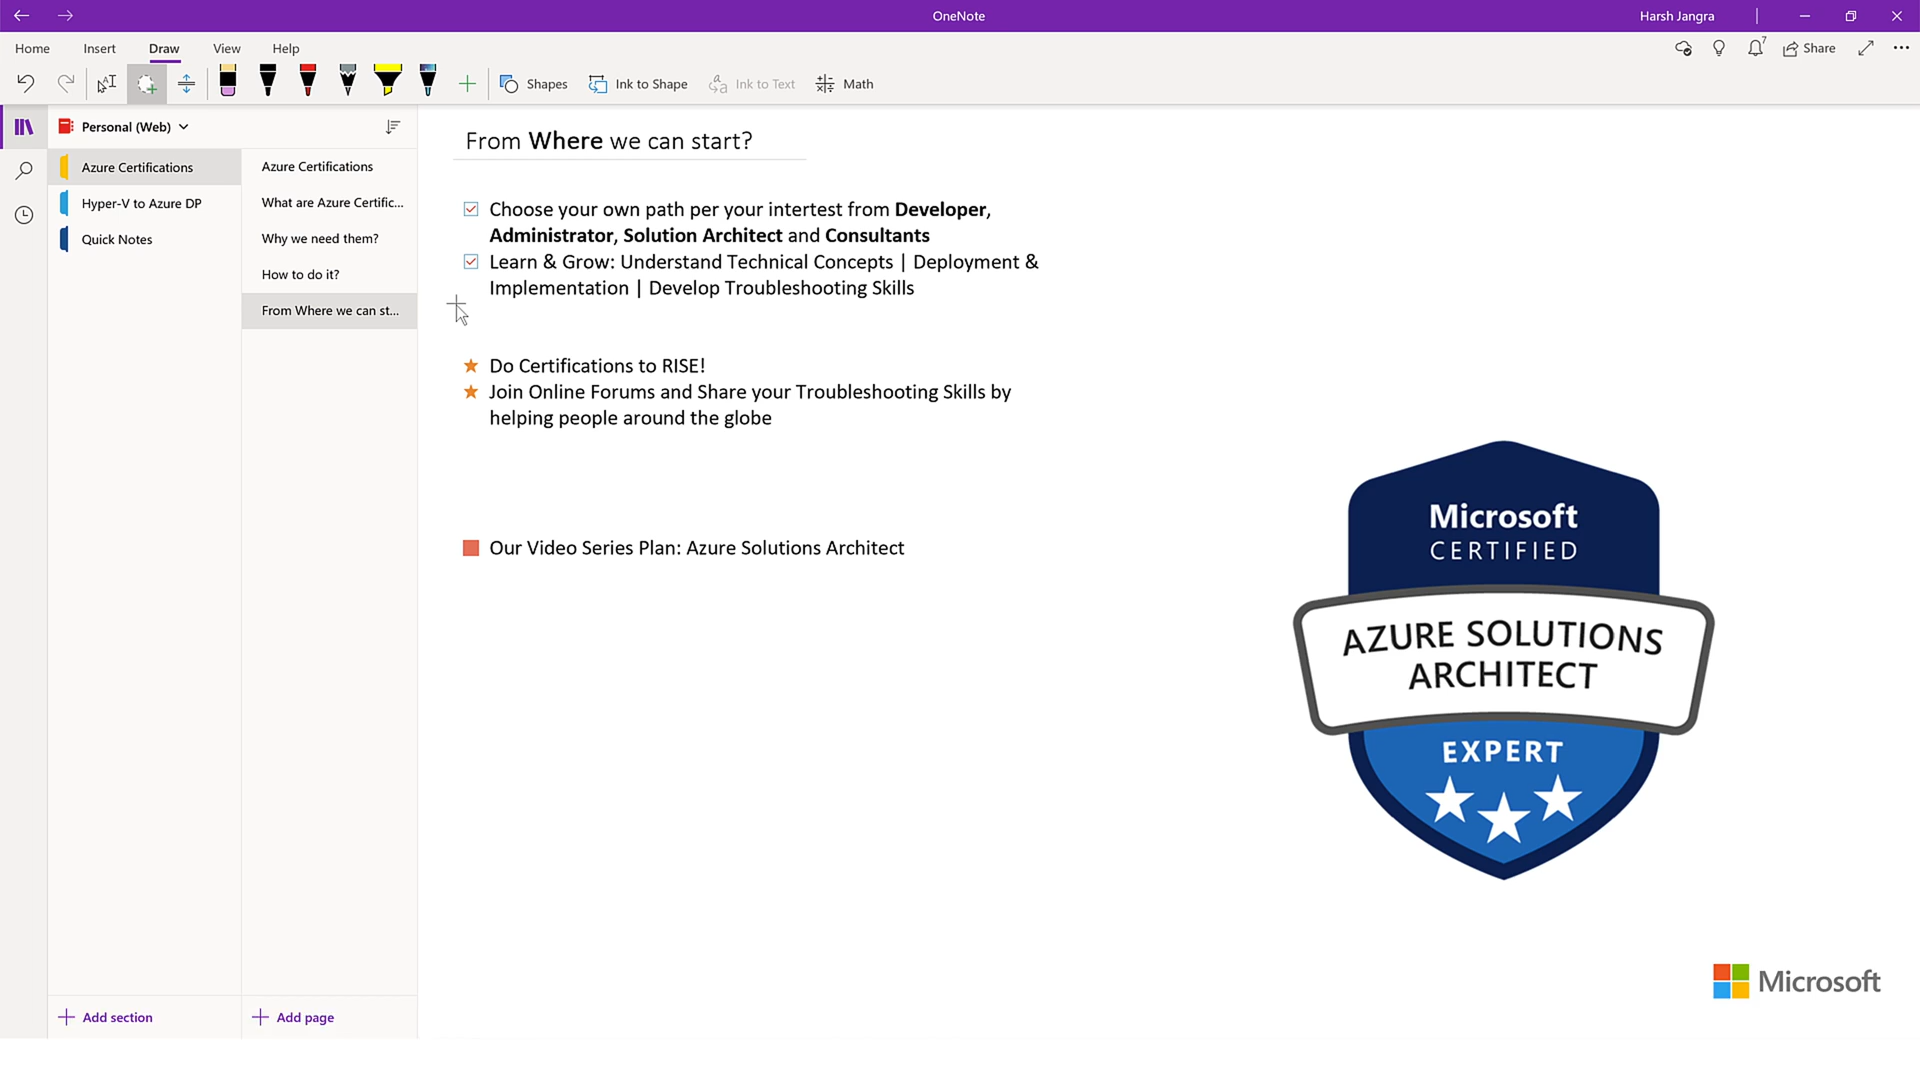 OneNote
Harsh Jangra
Home
Insert
Draw
View
Help
7
Share
Shapes
Ink to Shape
Ink to Text
Math
Personal (Web)
Azure Certifications
Hyper-V to Azure DP
Quick Notes
Azure Certifications
What are Azure Certific...
Why we need them?
How to do it?
From Where we can st...
Add section
Add page
From Where we can start?
Choose your own path per your intertest from Developer,
Administrator, Solution Architect and Consultants
Learn & Grow: Understand Technical Concepts | Deployment &
Implementation | Develop Troubleshooting Skills
Do Certifications to RISE!
Join Online Forums and Share your Troubleshooting Skills by
helping people around the globe
Our Video Series Plan: Azure Solutions Architect
Microsoft
CERTIFIED
AZURE SOLUTIONS
ARCHITECT
EXPERT
Microsoft